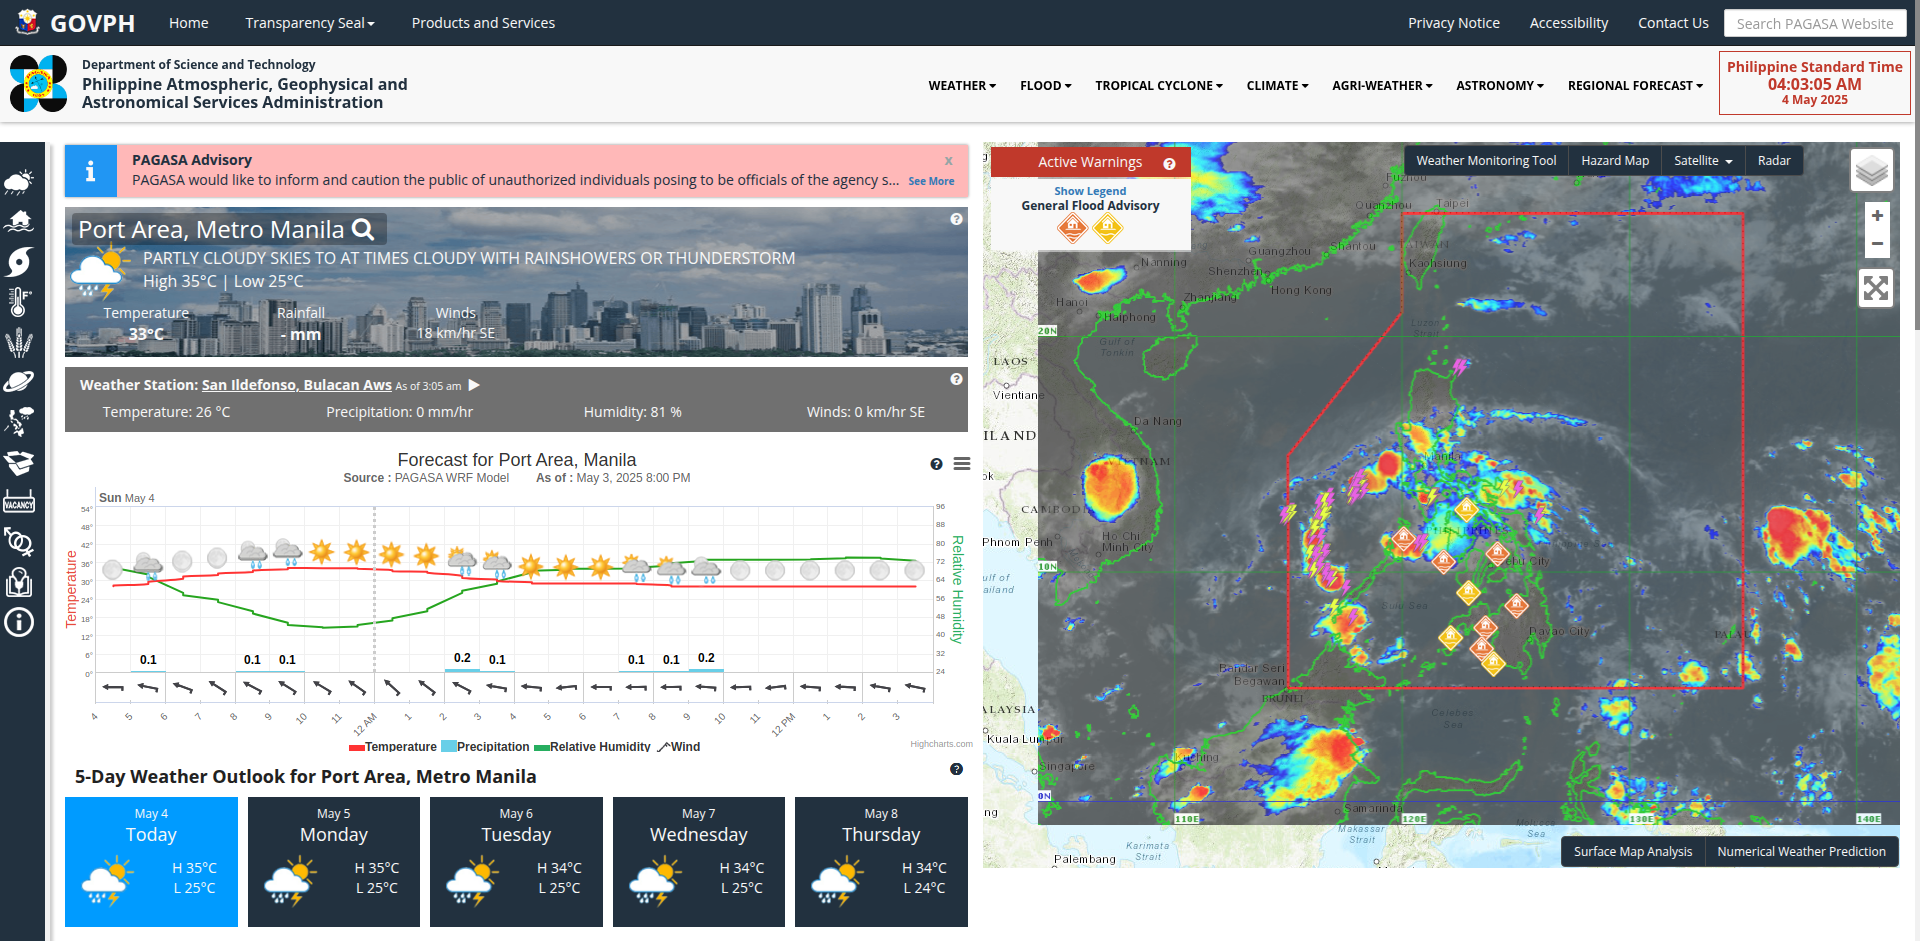 GOVPH
Home
Transparency Seal
Products and Services
Privacy Notice
Accessibility
Contact Us
Search PAGASA Website
Department of Science and Technology
Philippine Atmospheric, Geophysical and
Astronomical Services Administration
WEATHER
FLOOD
TROPICAL CYCLONE
CLIMATE
AGRI-WEATHER
ASTRONOMY
REGIONAL FORECAST
Philippine Standard Time
04:03:05 AM
4 May 2025
VACANCY
PAGASA Advisory
x
PAGASA would like to inform and caution the public of unauthorized individuals posing to be officials of the agency s...
See More
Port Area, Metro Manila
PARTLY CLOUDY SKIES TO AT TIMES CLOUDY WITH RAINSHOWERS OR THUNDERSTORM
High 35°C | Low 25°C
Temperature
Rainfall
Winds
33°C
- mm
18 km/hr SE
Weather Station: San Ildefonso, Bulacan Aws As of 3:05 am
Temperature: 26 °C
Precipitation: 0 mm/hr
Humidity: 81 %
Winds: 0 km/hr SE
Forecast for Port Area, Manila
Source : PAGASA WRF Model
As of : May 3, 2025 8:00 PM
Sun May 4
Temperature
54°
48°
42°
36°
30°
24°
18°
12°
6°
0°
Relative Humidity
96
88
80
72
64
56
48
40
32
24
0.1
0.1
0.1
0.2
0.1
0.1
0.1
0.2
4
5
6
7
8
9
10
11
12 AM
1
2
3
4
5
6
7
8
9
10
11
12 PM
1
2
3
Temperature
Precipitation
Relative Humidity
Wind
Highcharts.com
5-Day Weather Outlook for Port Area, Metro Manila
May 4
Today
H 35°C
L 25°C
May 5
Monday
H 35°C
L 25°C
May 6
Tuesday
H 34°C
L 25°C
May 7
Wednesday
H 34°C
L 25°C
May 8
Thursday
H 34°C
L 24°C
Active Warnings
Show Legend
General Flood Advisory
Weather Monitoring Tool
Hazard Map
Satellite
Radar
+
−
Fuzhou
Quanzhou
Taipei
Guangzhou
Shantou
TAIWAN
Nanning
Shenzhen
Kaohsiung
Hanoi
Zhanjiang
Hong Kong
Haiphong
20N
Luzon
Strait
Gulf of
Tonkin
LAOS
Vientiane
Da Nang
ILAND
VIETNAM
Manila
ok
CAMBODI
PHILIPPINES
Phnom Penh
Ho Chi
Minh City
10N
Cebu City
ulf of
ailand
Sulu Sea
Davao City
PALAU
Bandar Seri
Begawan
BRUNEI
ALAYSIA
Celebes
Sea
Kuala Lumpur
Kuching
Singapore
0N
Samarinda
110E
120E
130E
140E
ng
Makassar
Strait
Molucca
Sea
Karimata
Strait
Palembang
Surface Map Analysis
Numerical Weather Prediction